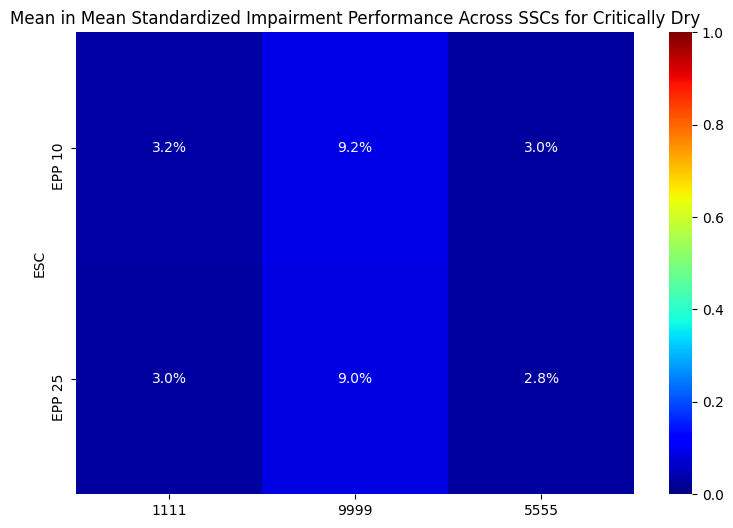 Mean in Mean Standardized Impairment Performance Across SSCs for Critically Dry
1.0
0.8
0.6
0.4
0.2
0.0
ESC
EPP 10
3.2% 9.2% 3.0%
EPP 25
3.0% 9.0% 2.8%
1111 9999 5555